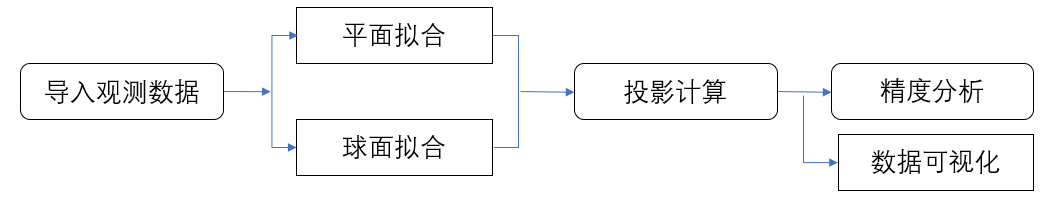 导入观测数据
平面拟合
球面拟合
投影计算
精度分析
数据可视化